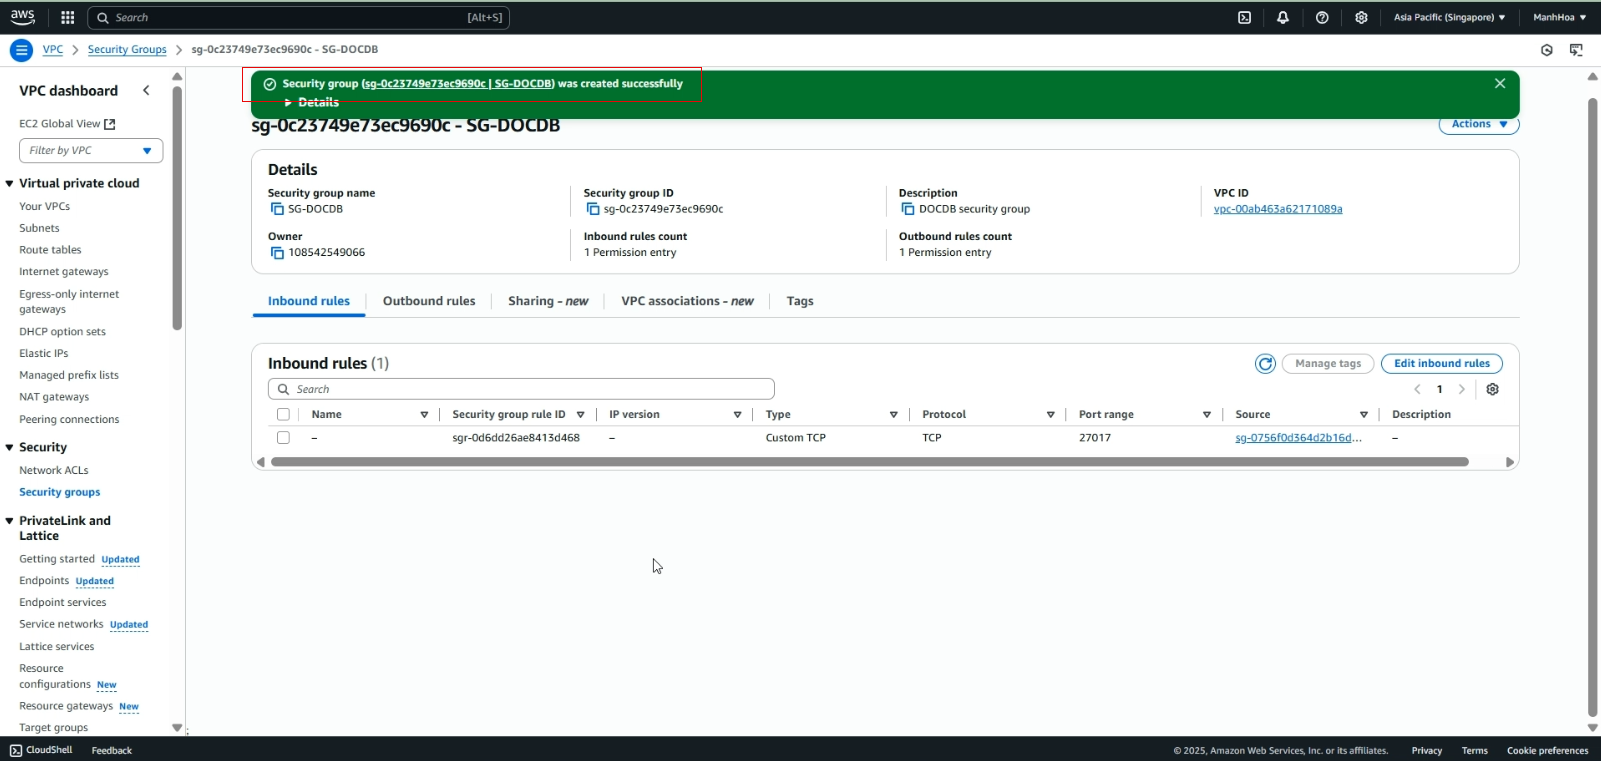 aws
Search [Alt+S]
Asia Pacific (Singapore) ManhHoa
VPC Security Groups sg-0c23749e73ec9690c - SG-DOCDB
VPC dashboard
EC2 Global View
Filter by VPC
Virtual private cloud
Your VPCs
Subnets
Route tables
Internet gateways
Egress-only internet
gateways
DHCP option sets
Elastic IPs
Managed prefix lists
NAT gateways
Peering connections
Security
Network ACLs
Security groups
PrivateLink and
Lattice
Getting started Updated
Endpoints Updated
Endpoint services
Service networks Updated
Lattice services
Resource
configurations New
Resource gateways New
Target groups
Security group (sg-0c23749e73ec9690c | SG-DOCDB) was created successfully
Details
sg-0c23749e73ec9690c - SG-DOCDB
Actions
Details
Security group name
SG-DOCDB
Security group ID
sg-0c23749e73ec9690c
Description
DOCDB security group
VPC ID
vpc-00ab463a62171089a
Owner
108542549066
Inbound rules count
1 Permission entry
Outbound rules count
1 Permission entry
Inbound rules Outbound rules Sharing - new VPC associations - new Tags
Inbound rules (1)
Manage tags Edit inbound rules
Search
1
Name Security group rule ID IP version Type Protocol Port range Source Description
– sgr-0d6dd26ae8413d468 – Custom TCP TCP 27017 sg-0756f0d364d2b16d... –
CloudShell Feedback
© 2025, Amazon Web Services, Inc. or its affiliates. Privacy Terms Cookie preferences